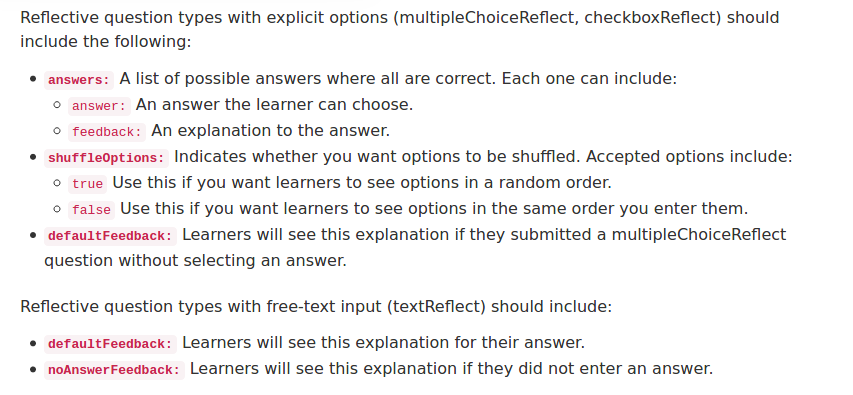 Reflective question types with explicit options (multipleChoiceReflect, checkboxReflect) should
include the following:
• answers: A list of possible answers where all are correct. Each one can include:
◦ answer: An answer the learner can choose.
◦ feedback: An explanation to the answer.
• shuffleOptions: Indicates whether you want options to be shuffled. Accepted options include:
◦ true Use this if you want learners to see options in a random order.
◦ false Use this if you want learners to see options in the same order you enter them.
• defaultFeedback: Learners will see this explanation if they submitted a multipleChoiceReflect
question without selecting an answer.
Reflective question types with free-text input (textReflect) should include:
• defaultFeedback: Learners will see this explanation for their answer.
• noAnswerFeedback: Learners will see this explanation if they did not enter an answer.